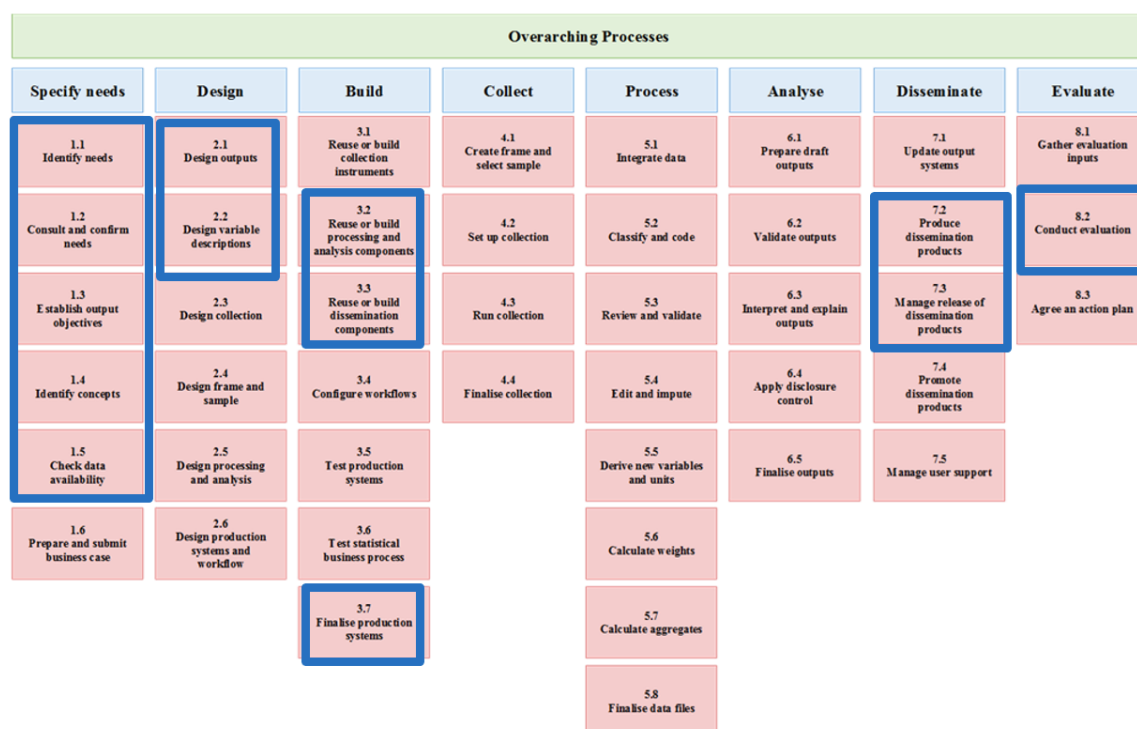 Overarching Processes
Specify needs
Design
Build
Collect
Process
Analyse
Disseminate
Evaluate
1.1
Identify needs
1.2
Consult and confirm
needs
1.3
Establish output
objectives
1.4
Identify concepts
1.5
Check data
availability
1.6
Prepare and submit
business case
2.1
Design outputs
2.2
Design variable
descriptions
2.3
Design collection
2.4
Design frame and
sample
2.5
Design processing
and analysis
2.6
Design production
systems and
workflow
3.1
Reuse or build
collection
instruments
3.2
Reuse or build
processing and
analysis components
3.3
Reuse or build
dissemination
components
3.4
Configure workflows
3.5
Test production
systems
3.6
Test statistical
business process
3.7
Finalise production
systems
4.1
Create frame and
select sample
4.2
Set up collection
4.3
Run collection
4.4
Finalise collection
5.1
Integrate data
5.2
Classify and code
5.3
Review and validate
5.4
Edit and impute
5.5
Derive new variables
and units
5.6
Calculate weights
5.7
Calculate aggregates
5.8
Finalise data files
6.1
Prepare draft
outputs
6.2
Validate outputs
6.3
Interpret and explain
outputs
6.4
Apply disclosure
control
6.5
Finalise outputs
7.1
Update output
systems
7.2
Produce
dissemination
products
7.3
Manage release of
dissemination
products
7.4
Promote
dissemination
products
7.5
Manage user support
8.1
Gather evaluation
inputs
8.2
Conduct evaluation
8.3
Agree an action plan